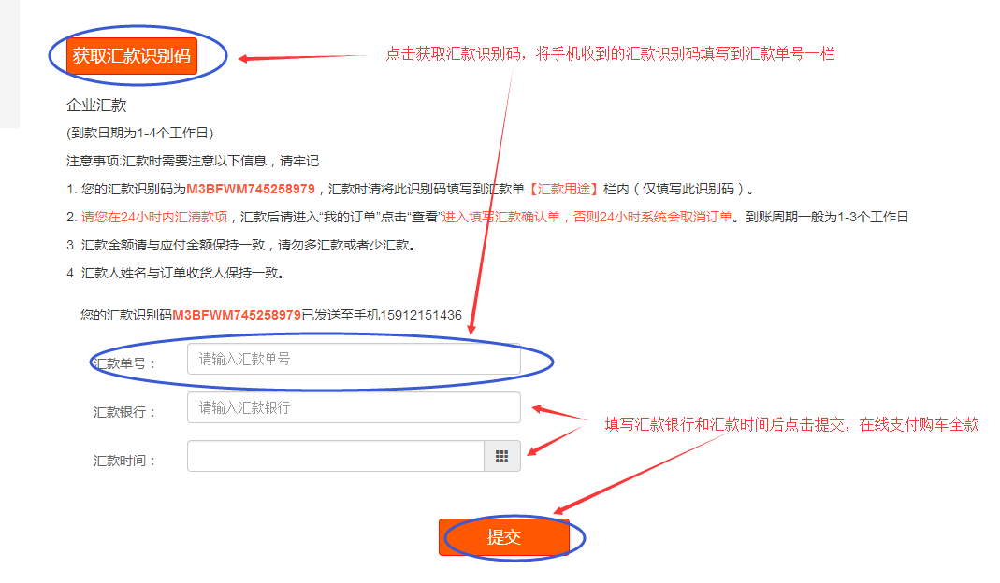 获取汇款识别码
点击获取汇款识别码，将手机收到的汇款识别码填写到汇款单号一栏
企业汇款
(到款日期为1-4个工作日)
注意事项:汇款时需要注意以下信息，请牢记
1. 您的汇款识别码为M3BFWM745258979，汇款时请将此识别码填写到汇款单【汇款用途】栏内（仅填写此识别码）。
2. 请您在24小时内汇清款项，汇款后请进入“我的订单”点击“查看”进入填写汇款确认单，否则24小时系统会取消订单。到账周期一般为1-3个工作日
3. 汇款金额请与应付金额保持一致，请勿多汇款或者少汇款。
4. 汇款人姓名与订单收货人保持一致。
您的汇款识别码M3BFWM745258979已发送至手机15912151436
汇款单号： 请输入汇款单号
汇款银行： 请输入汇款银行
填写汇款银行和汇款时间后点击提交，在线支付购车全款
汇款时间：
提交